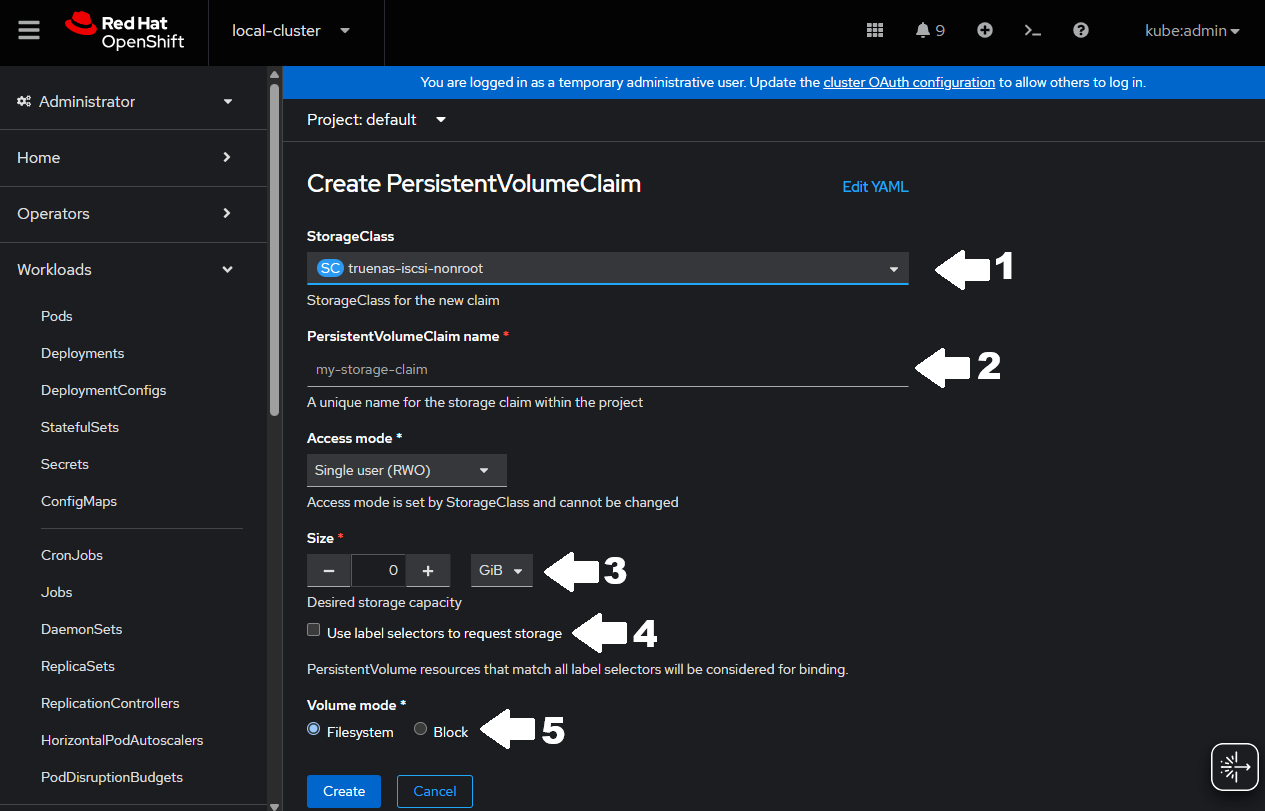 Red Hat
OpenShift
local-cluster
9
kube:admin
You are logged in as a temporary administrative user. Update the cluster OAuth configuration to allow others to log in.
Administrator
Home
Operators
Workloads
Pods
Deployments
DeploymentConfigs
StatefulSets
Secrets
ConfigMaps
CronJobs
Jobs
DaemonSets
ReplicaSets
ReplicationControllers
HorizontalPodAutoscalers
PodDisruptionBudgets
Project: default
Create PersistentVolumeClaim
Edit YAML
StorageClass
SC truenas-iscsi-nonroot
1
StorageClass for the new claim
PersistentVolumeClaim name *
my-storage-claim
2
A unique name for the storage claim within the project
Access mode *
Single user (RWO)
Access mode is set by StorageClass and cannot be changed
Size *
− 0 + GiB
3
Desired storage capacity
Use label selectors to request storage
4
PersistentVolume resources that match all label selectors will be considered for binding.
Volume mode *
Filesystem Block
5
Create Cancel